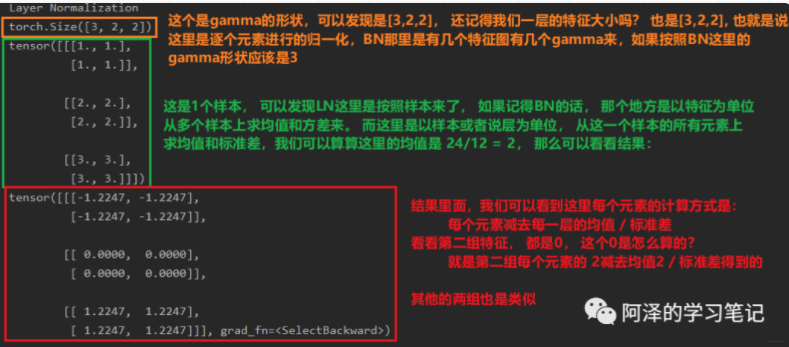 Layer Normalization
torch.Size([3, 2, 2])
这个是gamma的形状，可以发现是[3,2,2]， 还记得我们一层的特征大小吗？ 也是[3,2,2], 也就是说
这里是逐个元素进行的归一化，BN那里是有几个特征图有几个gamma来，如果按照BN这里的
gamma形状应该是3
tensor([[[1., 1.],
[1., 1.]],
[[2., 2.],
[2., 2.]],
[[3., 3.],
[3., 3.]]])
这是1个样本， 可以发现LN这里是按照样本来了， 如果记得BN的话， 那个地方是以特征为单位
从多个样本上求均值和方差来。 而这里是以样本或者说层为单位， 从这一个样本的所有元素上
求均值和标准差，我们可以算算这里的均值是 24/12 = 2， 那么可以看看结果：
tensor([[[-1.2247, -1.2247],
[-1.2247, -1.2247]],
[[ 0.0000, 0.0000],
[ 0.0000, 0.0000]],
[[ 1.2247, 1.2247],
[ 1.2247, 1.2247]]], grad_fn=<SelectBackward>)
结果里面，我们可以看到这里每个元素的计算方式是：
每个元素减去每一层的均值 / 标准差
看看第二组特征， 都是0， 这个0是怎么算的？
就是第二组每个元素的 2减去均值2 / 标准差得到的
其他的两组也是类似
阿泽的学习笔记